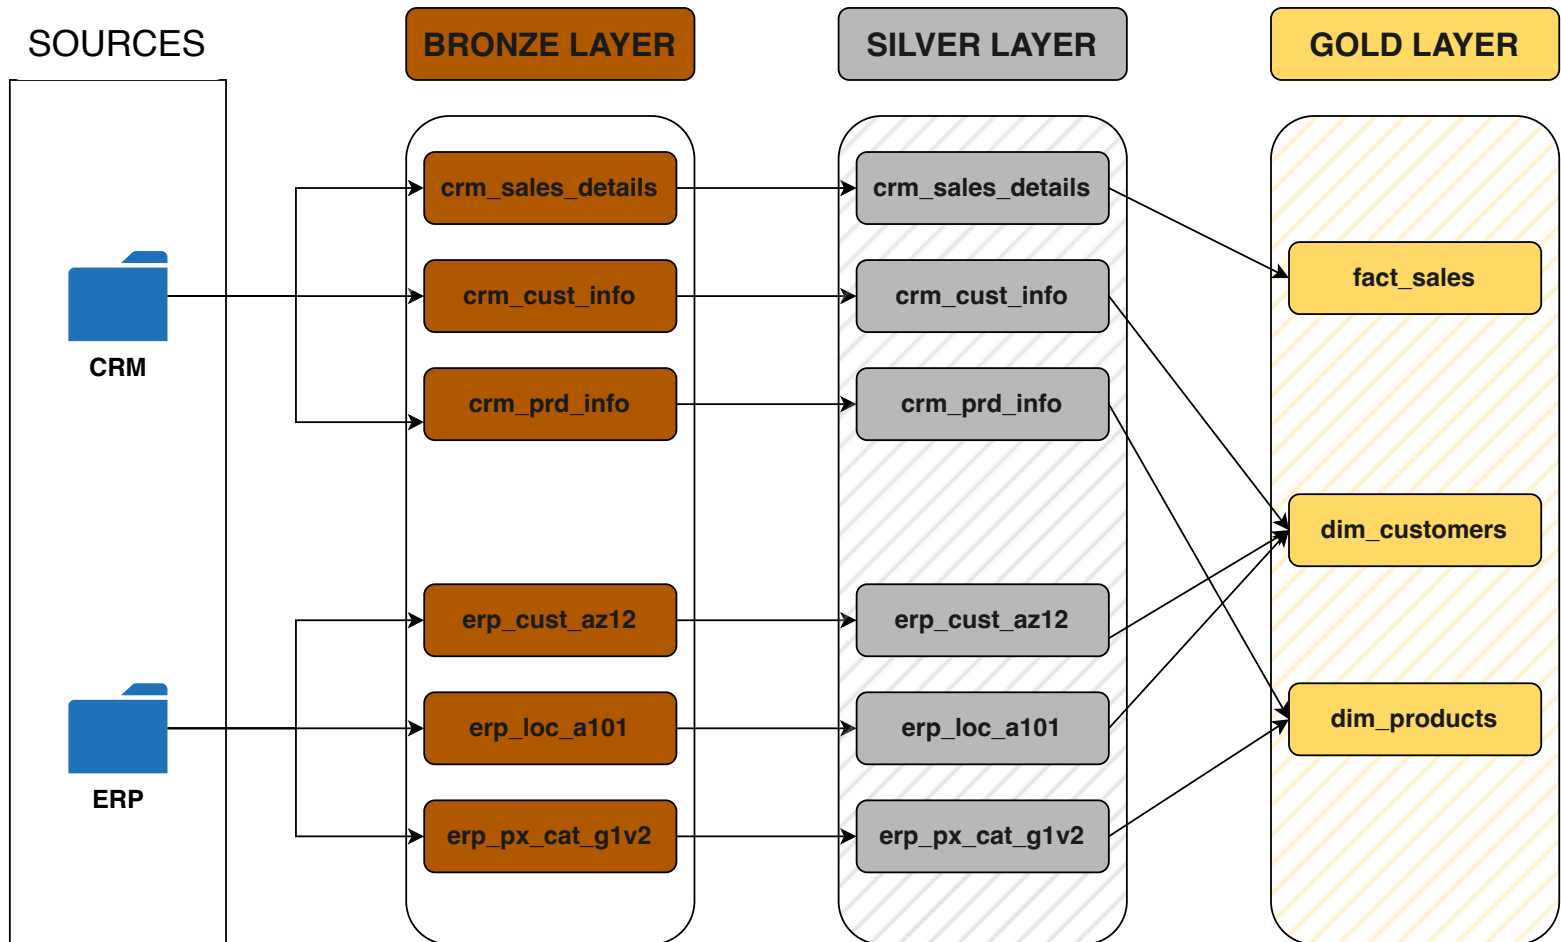 SOURCES
BRONZE LAYER
SILVER LAYER
GOLD LAYER
CRM
ERP
crm_sales_details
crm_cust_info
crm_prd_info
erp_cust_az12
erp_loc_a101
erp_px_cat_g1v2
crm_sales_details
crm_cust_info
crm_prd_info
erp_cust_az12
erp_loc_a101
erp_px_cat_g1v2
fact_sales
dim_customers
dim_products